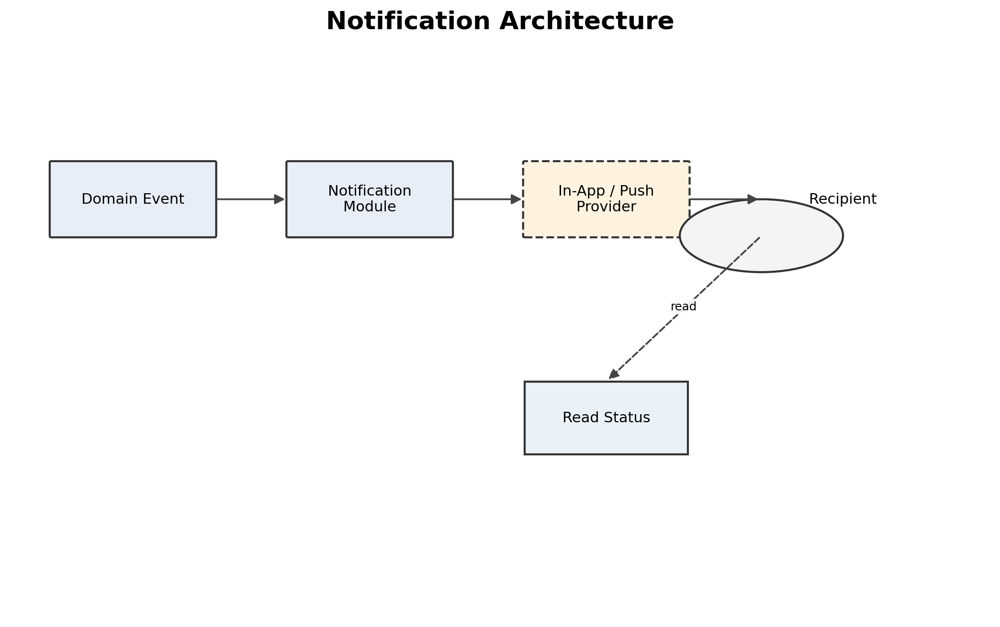 Notification Architecture
Domain Event
Notification
Module
In-App / Push
Provider
Recipient
read
Read Status